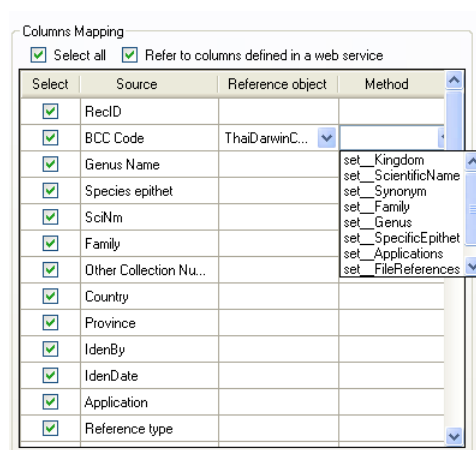 Columns Mapping
Select all Refer to columns defined in a web service
Select Source Reference object Method
RecID
BCC Code ThaiDarwinC...
Genus Name
Species epithet
SciNm
Family
Other Collection Nu...
Country
Province
IdenBy
IdenDate
Application
Reference type
set__Kingdom
set__ScientificName
set__Synonym
set__Family
set__Genus
set__SpecificEpithet
set__Applications
set__FileReferences